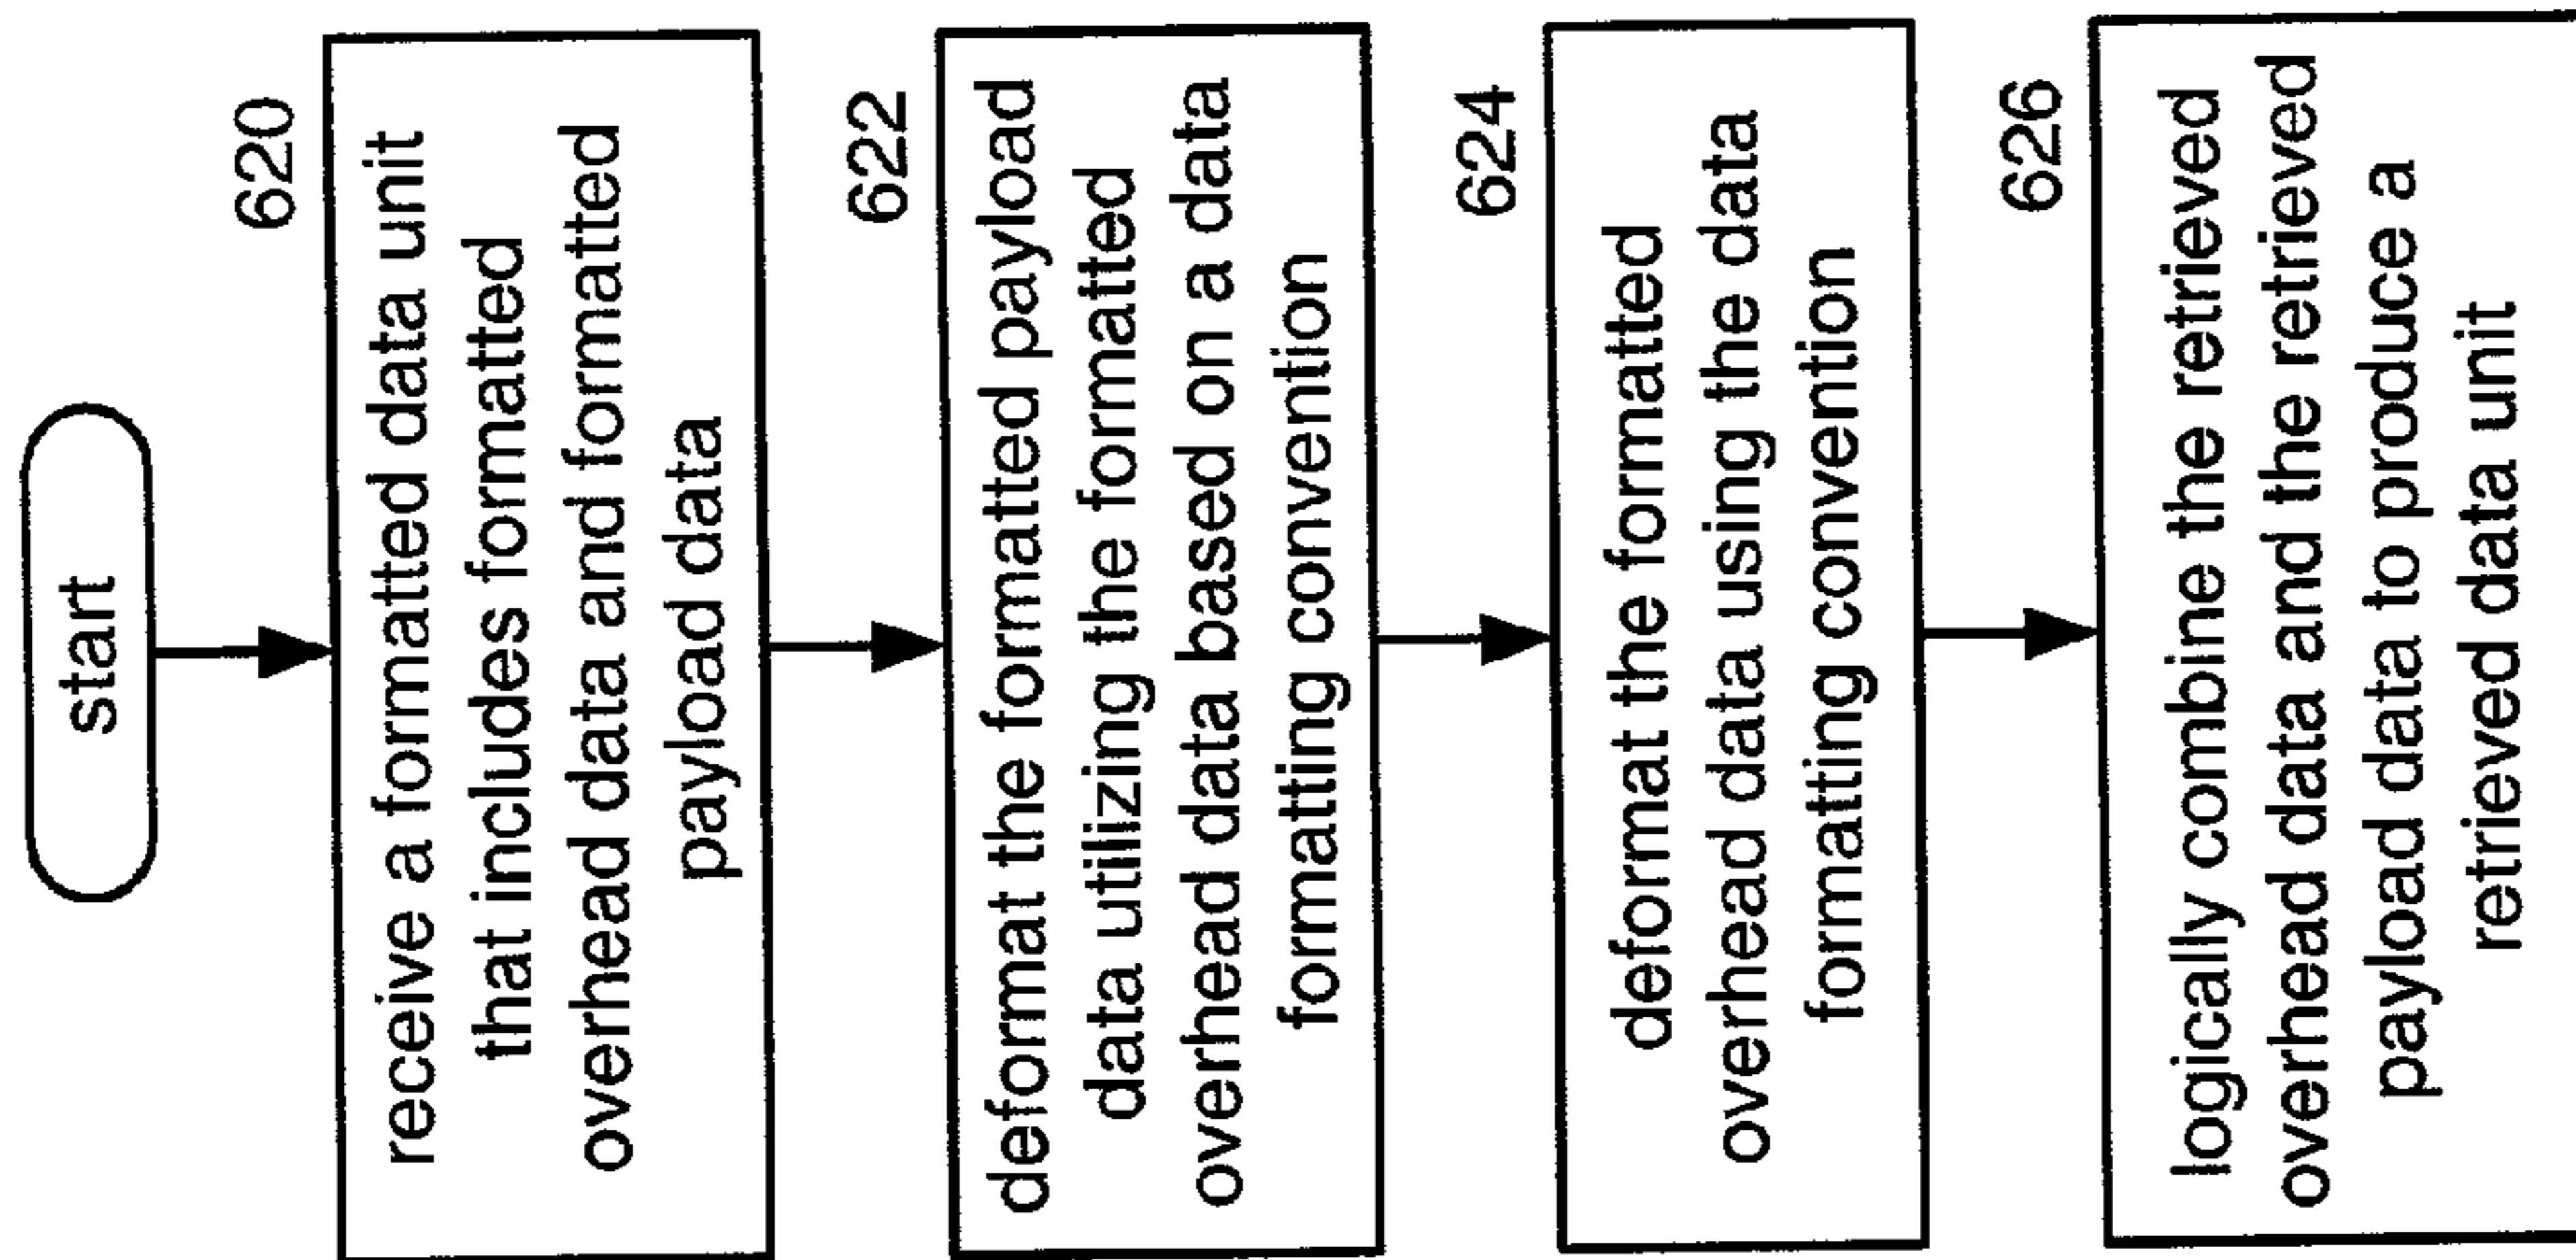 start
620
receive a formatted data unit
that includes formatted
overhead data and formatted
payload data
622
deformat the formatted payload
data utilizing the formatted
overhead data based on a data
formatting convention
624
deformat the formatted
overhead data using the data
formatting convention
626
logically combine the retrieved
overhead data and the retrieved
payload data to produce a
retrieved data unit